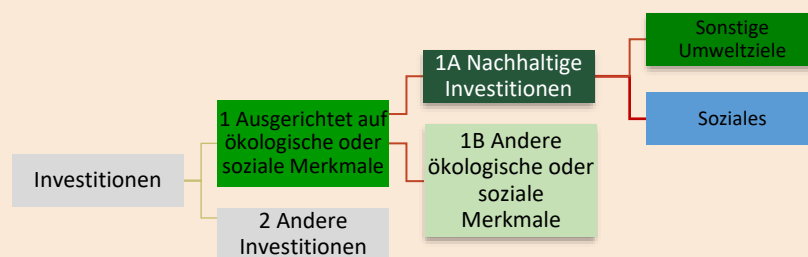 Investitionen
1 Ausgerichtet auf
ökologische oder
soziale Merkmale
2 Andere
Investitionen
1A Nachhaltige
Investitionen
1B Andere
ökologische oder
soziale
Merkmale
Sonstige
Umweltziele
Soziales